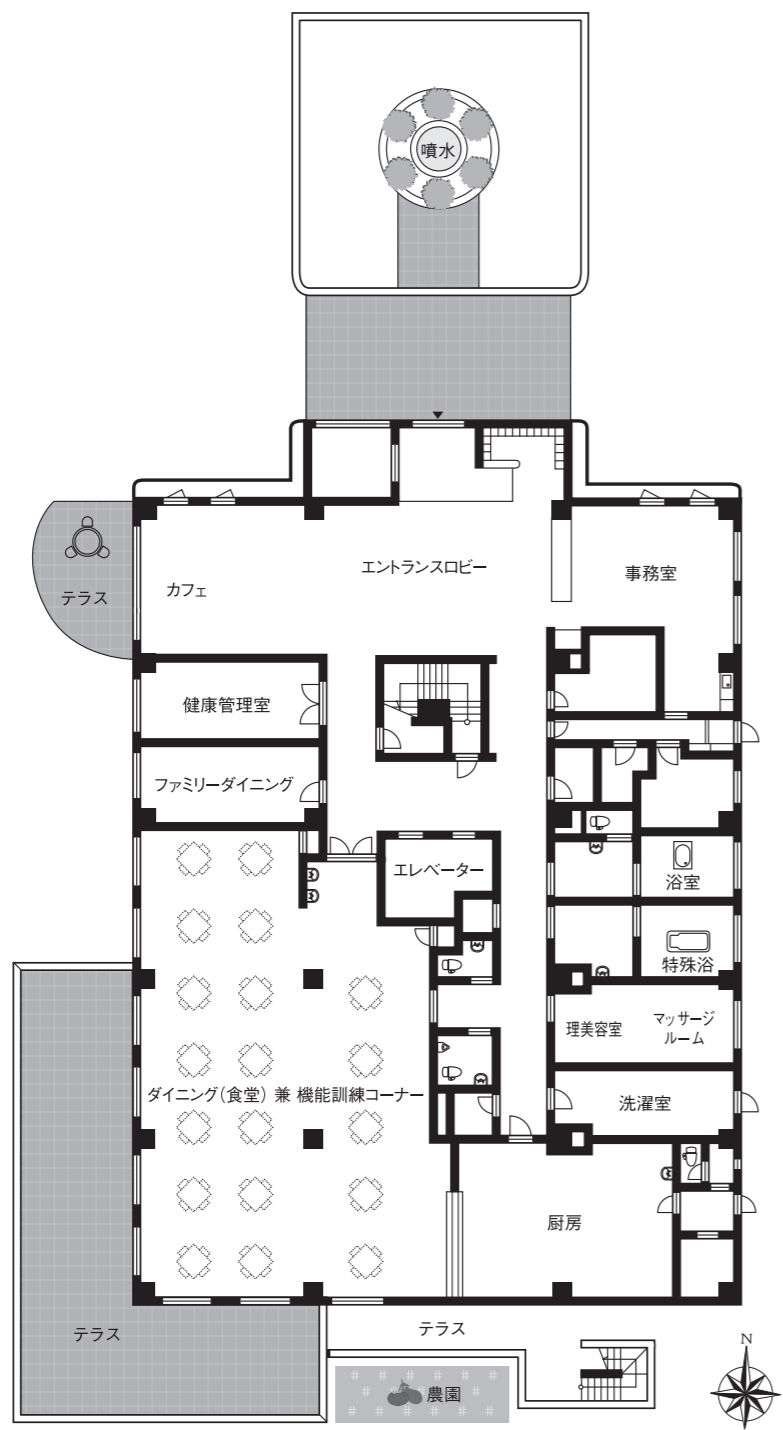 噴水
エントランスロビー
事務室
カフェ
テラス
健康管理室
ファミリーダイニング
エレベーター
浴室
特殊浴
理美容室
マッサージ
ルーム
ダイニング（食堂） 兼 機能訓練コーナー
洗濯室
厨房
テラス
テラス
N
農園